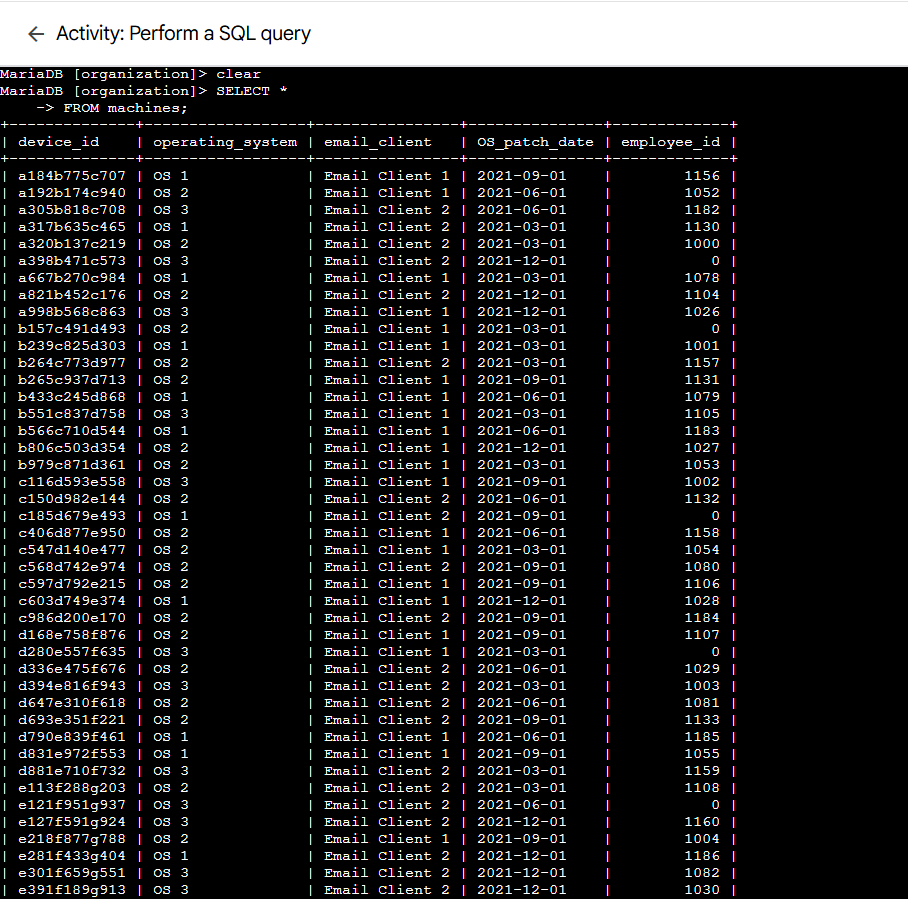 ← Activity: Perform a SQL query
MariaDB [organization]> clear
MariaDB [organization]> SELECT *
    -> FROM machines;
+--------------+------------------+----------------+---------------+-------------+
| device_id    | operating_system | email_client   | OS_patch_date | employee_id |
+--------------+------------------+----------------+---------------+-------------+
| a184b775c707 | OS 1             | Email Client 1 | 2021-09-01    |        1156 |
| a192b174c940 | OS 2             | Email Client 1 | 2021-06-01    |        1052 |
| a305b818c708 | OS 3             | Email Client 2 | 2021-06-01    |        1182 |
| a317b635c465 | OS 1             | Email Client 2 | 2021-03-01    |        1130 |
| a320b137c219 | OS 2             | Email Client 2 | 2021-03-01    |        1000 |
| a398b471c573 | OS 3             | Email Client 2 | 2021-12-01    |           0 |
| a667b270c984 | OS 1             | Email Client 1 | 2021-03-01    |        1078 |
| a821b452c176 | OS 2             | Email Client 2 | 2021-12-01    |        1104 |
| a998b568c863 | OS 3             | Email Client 1 | 2021-12-01    |        1026 |
| b157c491d493 | OS 2             | Email Client 1 | 2021-03-01    |           0 |
| b239c825d303 | OS 1             | Email Client 1 | 2021-03-01    |        1001 |
| b264c773d977 | OS 2             | Email Client 2 | 2021-03-01    |        1157 |
| b265c937d713 | OS 2             | Email Client 1 | 2021-09-01    |        1131 |
| b433c245d868 | OS 1             | Email Client 1 | 2021-06-01    |        1079 |
| b551c837d758 | OS 3             | Email Client 1 | 2021-03-01    |        1105 |
| b566c710d544 | OS 1             | Email Client 1 | 2021-06-01    |        1183 |
| b806c503d354 | OS 2             | Email Client 1 | 2021-12-01    |        1027 |
| b979c871d361 | OS 2             | Email Client 1 | 2021-03-01    |        1053 |
| c116d593e558 | OS 3             | Email Client 1 | 2021-09-01    |        1002 |
| c150d982e144 | OS 2             | Email Client 2 | 2021-06-01    |        1132 |
| c185d679e493 | OS 1             | Email Client 2 | 2021-09-01    |           0 |
| c406d877e950 | OS 2             | Email Client 1 | 2021-06-01    |        1158 |
| c547d140e477 | OS 2             | Email Client 1 | 2021-03-01    |        1054 |
| c568d742e974 | OS 2             | Email Client 2 | 2021-09-01    |        1080 |
| c597d792e215 | OS 2             | Email Client 1 | 2021-09-01    |        1106 |
| c603d749e374 | OS 1             | Email Client 1 | 2021-12-01    |        1028 |
| c986d200e170 | OS 2             | Email Client 2 | 2021-09-01    |        1184 |
| d168e758f876 | OS 2             | Email Client 1 | 2021-09-01    |        1107 |
| d280e557f635 | OS 3             | Email Client 1 | 2021-03-01    |           0 |
| d336e475f676 | OS 2             | Email Client 2 | 2021-06-01    |        1029 |
| d394e816f943 | OS 3             | Email Client 2 | 2021-03-01    |        1003 |
| d647e310f618 | OS 2             | Email Client 2 | 2021-06-01    |        1081 |
| d693e351f221 | OS 2             | Email Client 2 | 2021-09-01    |        1133 |
| d790e839f461 | OS 1             | Email Client 1 | 2021-06-01    |        1185 |
| d831e972f553 | OS 1             | Email Client 1 | 2021-09-01    |        1055 |
| d881e710f732 | OS 3             | Email Client 2 | 2021-03-01    |        1159 |
| e113f288g203 | OS 2             | Email Client 2 | 2021-03-01    |        1108 |
| e121f951g937 | OS 3             | Email Client 2 | 2021-06-01    |           0 |
| e127f591g924 | OS 3             | Email Client 2 | 2021-12-01    |        1160 |
| e218f877g788 | OS 2             | Email Client 1 | 2021-09-01    |        1004 |
| e281f433g404 | OS 1             | Email Client 2 | 2021-12-01    |        1186 |
| e301f659g551 | OS 3             | Email Client 2 | 2021-12-01    |        1082 |
| e391f189g913 | OS 3             | Email Client 2 | 2021-12-01    |        1030 |